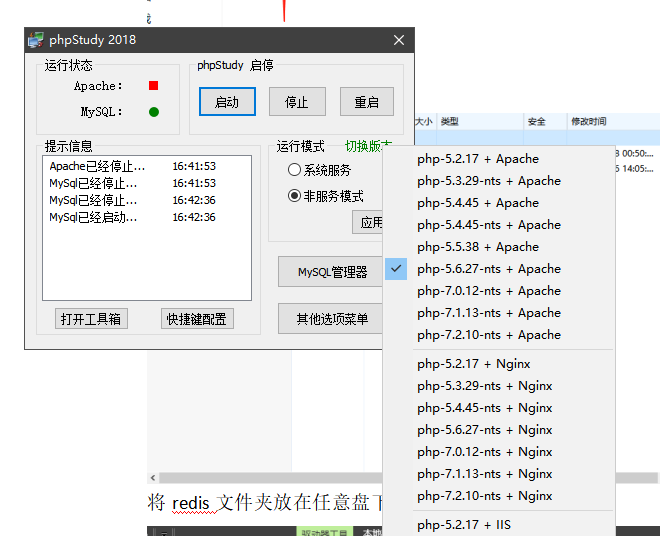 成
phpStudy 2018
运行状态
Apache:
MySQL:
phpStudy 启停
启动
停止
重启
提示信息
Apache已经停止... 16:41:53
MySql已经停止... 16:41:53
MySql已经停止... 16:42:36
MySql已经启动... 16:42:36
打开工具箱
快捷键配置
运行模式
切换版本
系统服务
非服务模式
应用
MySQL管理器
其他选项菜单
大小 类型 安全 修改时间
8 00:50:...
6 14:05:...
php-5.2.17 + Apache
php-5.3.29-nts + Apache
php-5.4.45 + Apache
php-5.4.45-nts + Apache
php-5.5.38 + Apache
php-5.6.27-nts + Apache
php-7.0.12-nts + Apache
php-7.1.13-nts + Apache
php-7.2.10-nts + Apache
php-5.2.17 + Nginx
php-5.3.29-nts + Nginx
php-5.4.45-nts + Nginx
php-5.6.27-nts + Nginx
php-7.0.12-nts + Nginx
php-7.1.13-nts + Nginx
php-7.2.10-nts + Nginx
php-5.2.17 + IIS
将 redis 文件夹放在任意盘下
驱动器工具 本地